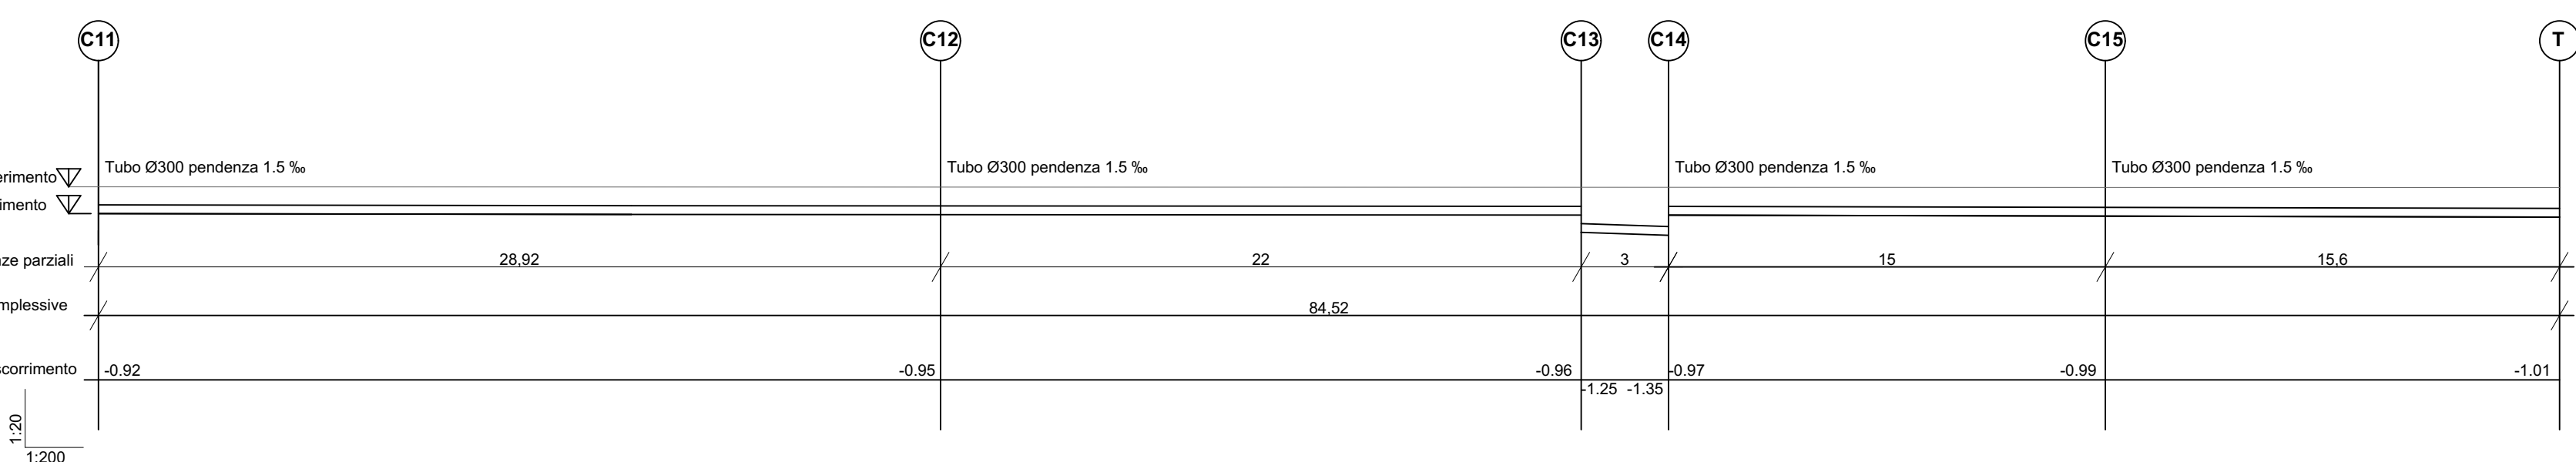 C11 C12 C13 C14 C15 T
Tubo Ø300 pendenza 1.5 ‰ Tubo Ø300 pendenza 1.5 ‰ Tubo Ø300 pendenza 1.5 ‰ Tubo Ø300 pendenza 1.5 ‰
erimento
imento
ze parziali 28,92 22 3 15 15,6
mplessive 84,52
scorrimento -0.92 -0.95 -0.96 -0.97 -0.99 -1.01
-1.25 -1.35
1:20
1:200